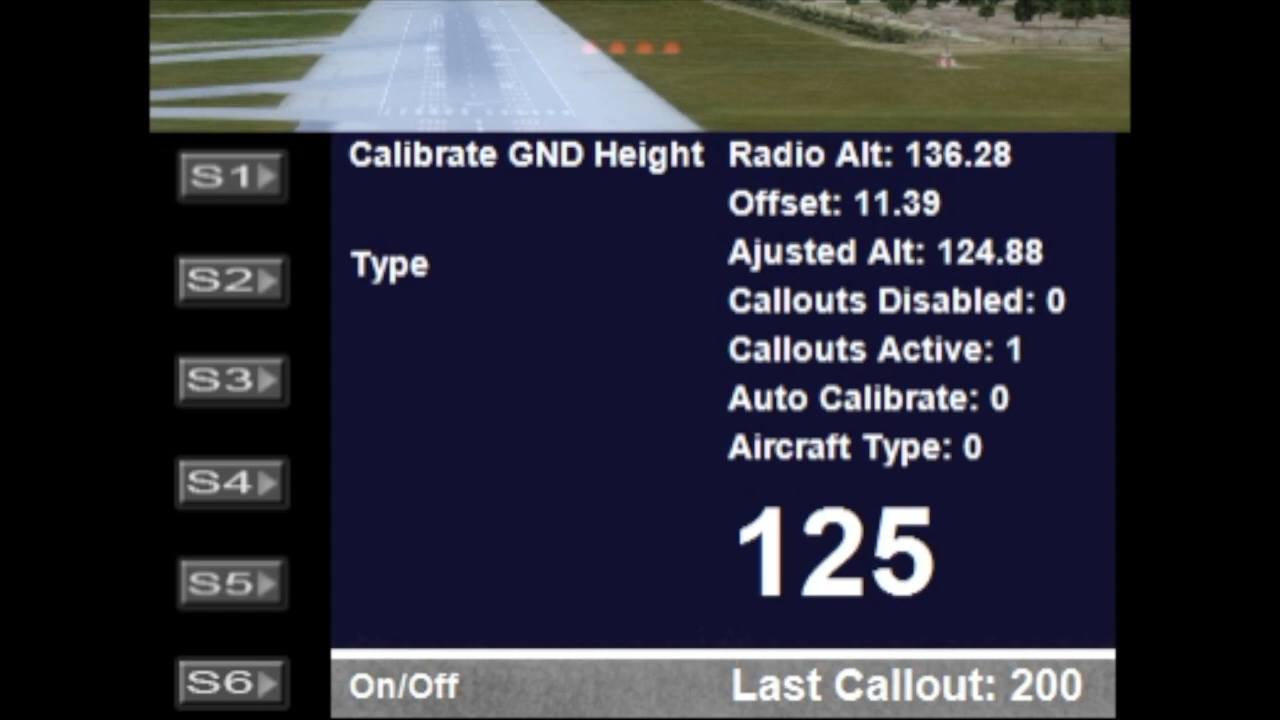 S1 Calibrate GND Height Radio Alt: 136.28
Offset: 11.39
S2 Type Ajusted Alt: 124.88
Callouts Disabled: 0
S3 Callouts Active: 1
Auto Calibrate: 0
S4 Aircraft Type: 0
S5 125
S6 On/Off Last Callout: 200